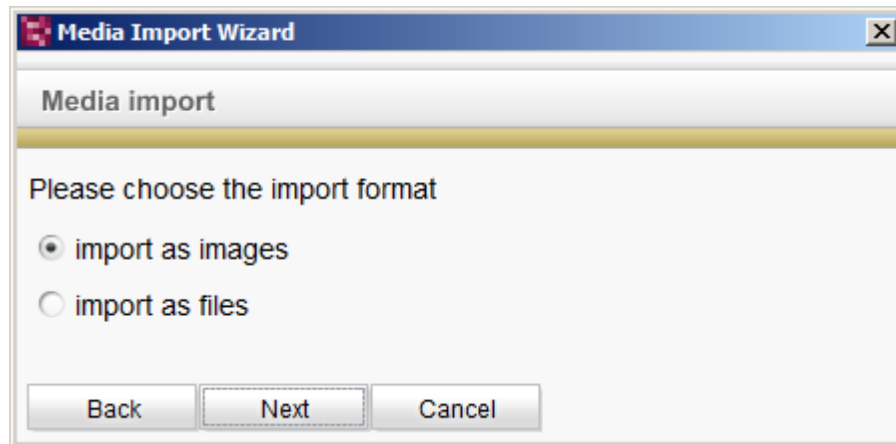 Media Import Wizard
Media import
Please choose the import format
import as images
import as files
Back Next Cancel